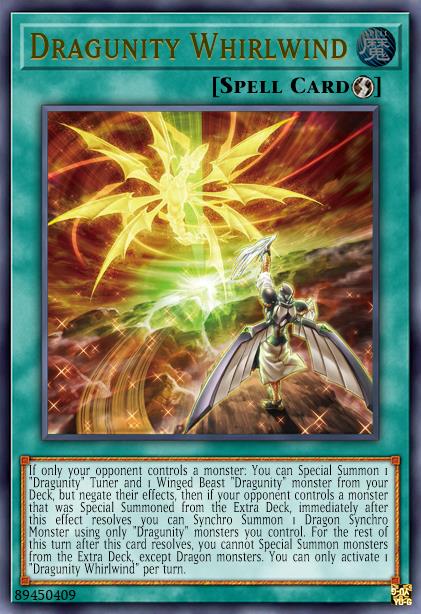 DRAGUNITY WHIRLWIND
SPELL
魔
[SPELL CARD]
If only your opponent controls a monster: You can Special Summon 1
"Dragunity" Tuner and 1 Winged Beast "Dragunity" monster from your
Deck, but negate their effects, then if your opponent controls a monster
that was Special Summoned from the Extra Deck, immediately after
this effect resolves you can Synchro Summon 1 Dragon Synchro
Monster using only "Dragunity" monsters you control. For the rest of
this turn after this card resolves, you cannot Special Summon monsters
from the Extra Deck, except Dragon monsters. You can only activate 1
"Dragunity Whirlwind" per turn.
89450409